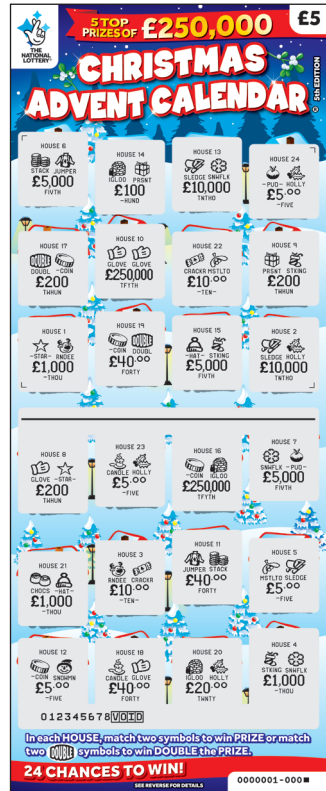 5 TOP
PRIZES OF £250,000
£5
THE
NATIONAL
LOTTERY®
CHRISTMAS
ADVENT CALENDAR
5th EDITION
HOUSE 6
STACK JUMPER
£5,000
FIVTH
HOUSE 14
IGLOO PRSNT
£100
-HUND
HOUSE 13
SLEDGE SNWFLK
£10,000
TNTHO
HOUSE 24
-PUD- HOLLY
£5.00
-FIVE
HOUSE 17
DOUBLE
DOUBL -COIN
£200
TWHUN
HOUSE 10
GLOVE GLOVE
£250,000
TFYTH
HOUSE 22
CRACKR MSTLTO
£10.00
-TEN-
HOUSE 9
PRSNT STKING
£200
TWHUN
HOUSE 1
-STAR- RNDEE
£1,000
-THOU
HOUSE 19
DOUBLE
-COIN DOUBL
£40.00
FORTY
HOUSE 15
-HAT- STKING
£5,000
FIVTH
HOUSE 2
SLEDGE HOLLY
£10,000
TNTHO
HOUSE 8
GLOVE -STAR-
£200
TWHUN
HOUSE 23
CANDLE HOLLY
£5.00
-FIVE
HOUSE 16
-COIN IGLOO
£250,000
TFYTH
HOUSE 7
SNWFLK -PUD-
£5,000
FIVTH
HOUSE 21
CHOCS -HAT-
£1,000
-THOU
HOUSE 3
RNDEE CRACKR
£10.00
-TEN-
HOUSE 11
JUMPER STACK
£40.00
FORTY
HOUSE 5
MSTLTO SLEDGE
£5.00
-FIVE
HOUSE 12
-COIN SNOWMN
£5.00
-FIVE
HOUSE 18
CANDLE GLOVE
£40.00
FORTY
HOUSE 20
IGLOO HOLLY
£20.00
TWNTY
HOUSE 4
STKING SNWFLK
£1,000
-THOU
012345678VOID
In each HOUSE, match two symbols to win PRIZE or match
two DOUBLE symbols to win DOUBLE the PRIZE.
24 CHANCES TO WIN!
SEE REVERSE FOR DETAILS
0000001-000■